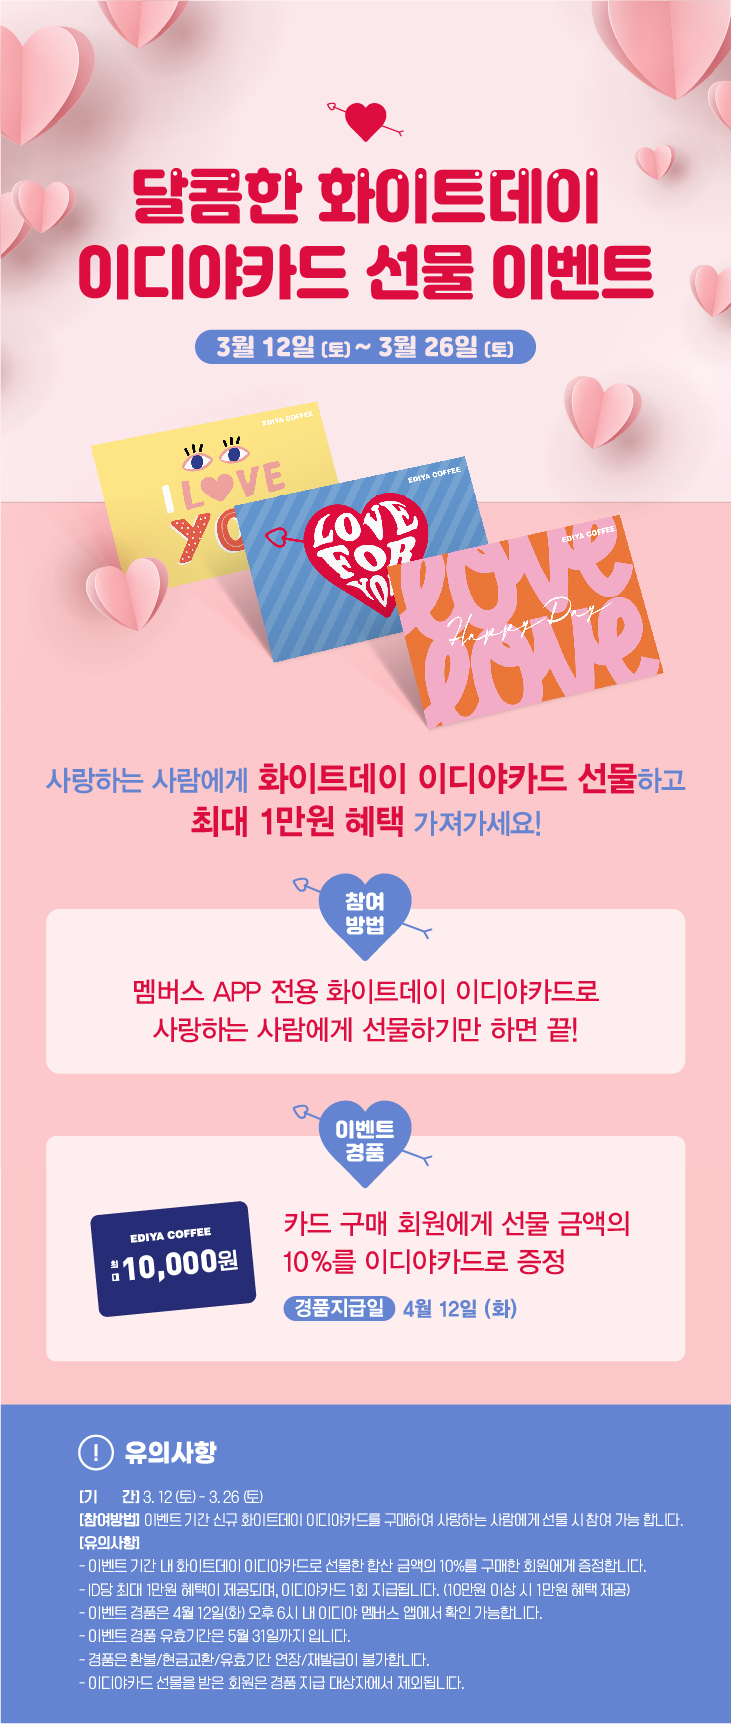 달콤한 화이트데이
이디야카드 선물 이벤트
3월 12일 (토) ~ 3월 26일 (토)
EDIYA COFFEE
I LOVE
YO
EDIYA COFFEE
LOVE
FOR
YO
EDIYA COFFEE
love
Happy Day
love
사랑하는 사람에게 화이트데이 이디야카드 선물하고
최대 1만원 혜택 가져가세요!
참여
방법
멤버스 APP 전용 화이트데이 이디야카드로
사랑하는 사람에게 선물하기만 하면 끝!
이벤트
경품
EDIYA COFFEE
최대 10,000원
카드 구매 회원에게 선물 금액의
10%를 이디야카드로 증정
경품지급일 4월 12일 (화)
! 유의사항
[기 간] 3. 12 (토) - 3. 26 (토)
[참여방법] 이벤트 기간 신규 화이트데이 이디야카드를 구매하여 사랑하는 사람에게 선물 시 참여 가능 합니다.
[유의사항]
- 이벤트 기간 내 화이트데이 이디야카드로 선물한 합산 금액의 10%를 구매한 회원에게 증정합니다.
- ID당 최대 1만원 혜택이 제공되며, 이디야카드 1회 지급됩니다. (10만원 이상 시 1만원 혜택 제공)
- 이벤트 경품은 4월 12일(화) 오후 6시 내 이디야 멤버스 앱에서 확인 가능합니다.
- 이벤트 경품 유효기간은 5월 31일까지 입니다.
- 경품은 환불/현금교환/유효기간 연장/재발급이 불가합니다.
- 이디야카드 선물을 받은 회원은 경품 지급 대상자에서 제외됩니다.